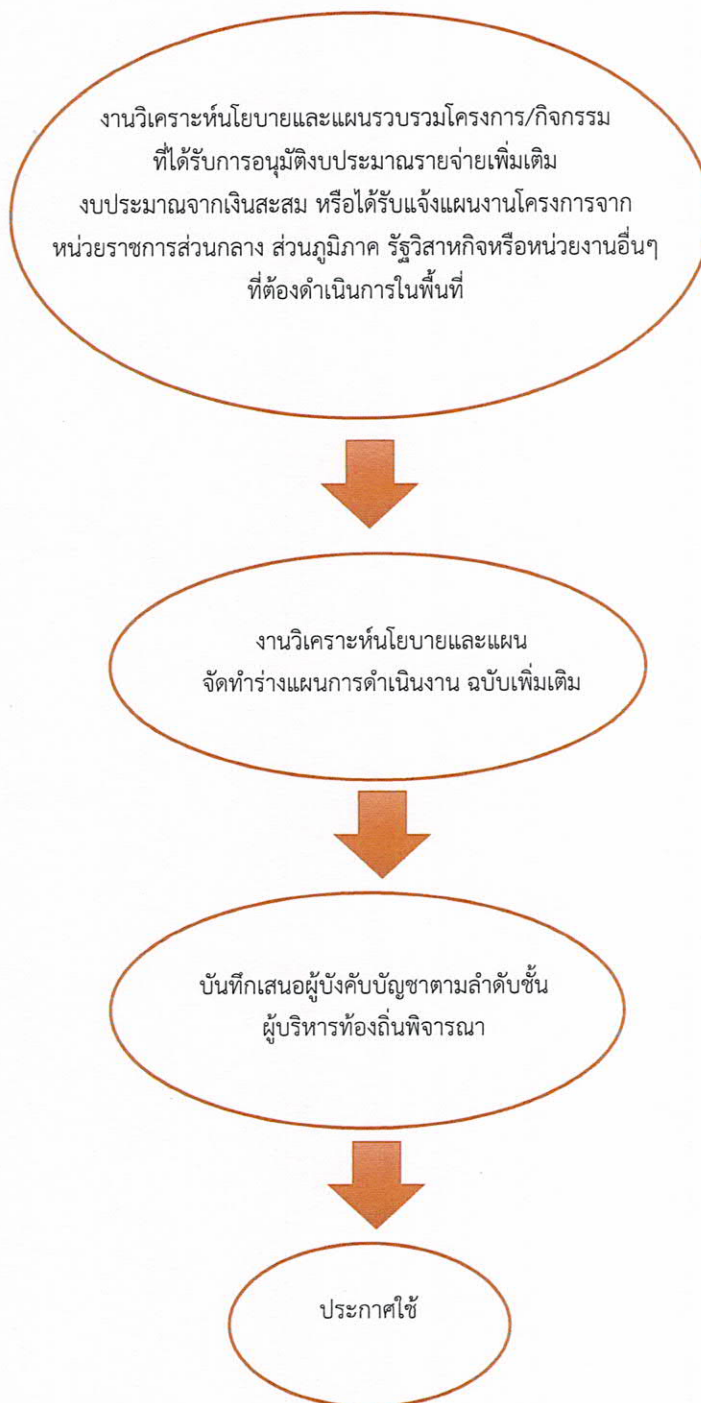 งานวิเคราะห์นโยบายและแผนรวบรวมโครงการ/กิจกรรม
ที่ได้รับการอนุมัติงบประมาณรายจ่ายเพิ่มเติม
งบประมาณจากเงินสะสม หรือได้รับแจ้งแผนงานโครงการจาก
หน่วยราชการส่วนกลาง ส่วนภูมิภาค รัฐวิสาหกิจหรือหน่วยงานอื่นๆ
ที่ต้องดำเนินการในพื้นที่
งานวิเคราะห์นโยบายและแผน
จัดทำร่างแผนการดำเนินงาน ฉบับเพิ่มเติม
บันทึกเสนอผู้บังคับบัญชาตามลำดับชั้น
ผู้บริหารท้องถิ่นพิจารณา
ประกาศใช้